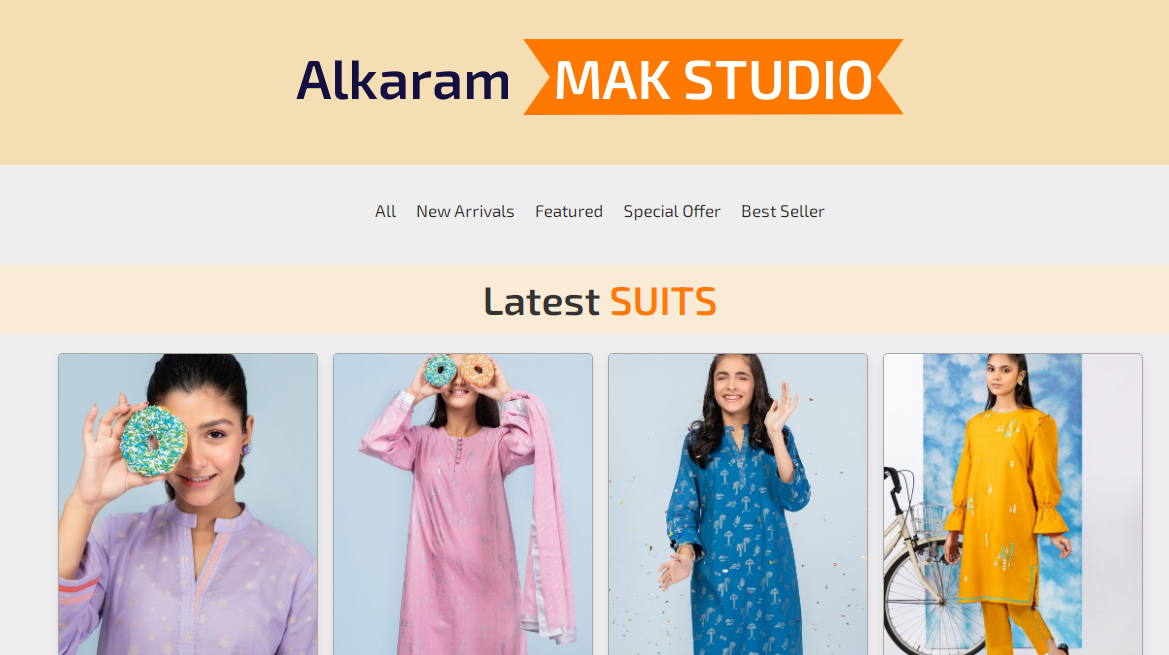 Alkaram MAK STUDIO
All New Arrivals Featured Special Offer Best Seller
Latest SUITS